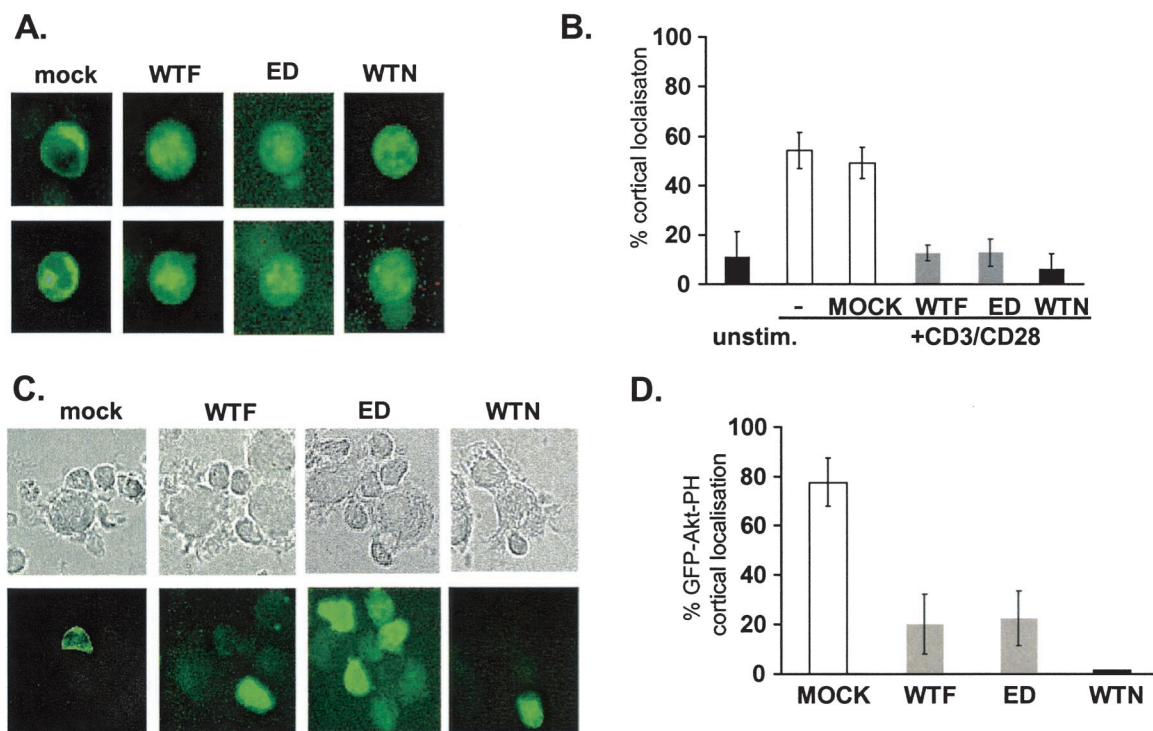 A.
mock WTF ED WTN
B.
% cortical loclaisaton
100
80
60
40
20
0
- MOCK WTF ED WTN
unstim. +CD3/CD28
C.
mock WTF ED WTN
D.
% GFP-Akt-PH
cortical localisation
100
80
60
40
20
0
MOCK WTF ED WTN